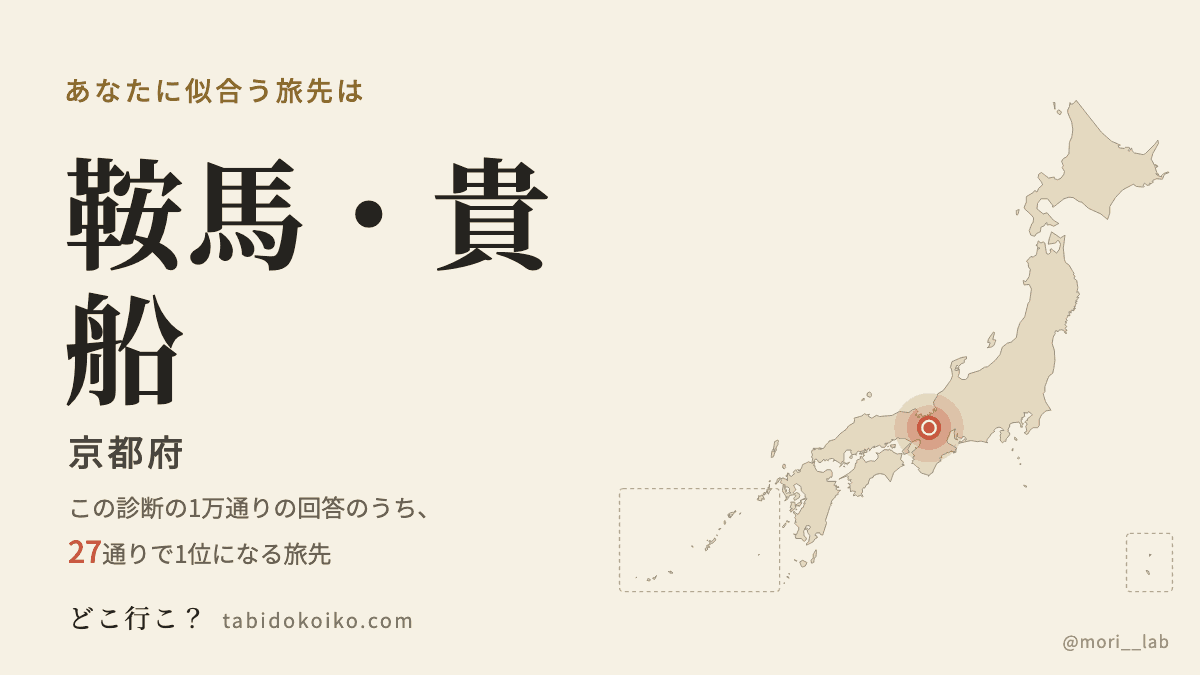 あなたに似合う旅先は
鞍馬・貴
船
京都府
この診断の1万通りの回答のうち、
27通りで1位になる旅先
どこ行こ？ tabidokoiko.com
@mori__lab